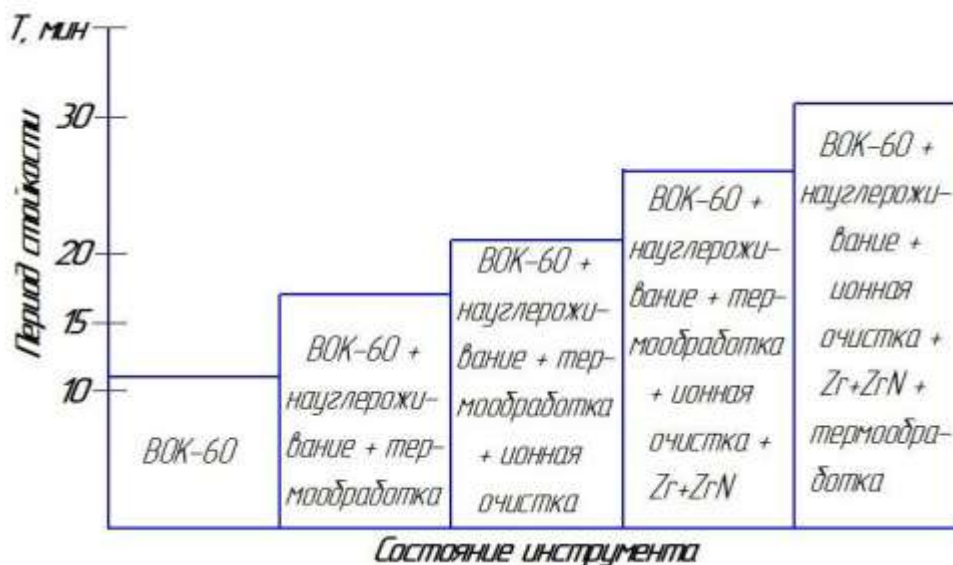 Т, мин
Период стойкости
30
20
15
10
ВОК-60
ВОК-60 +
науглерожи-
вание + тер-
мообработка
ВОК-60 +
науглерожи-
вание + тер-
мообработка
+ ионная
очистка
ВОК-60 +
науглерожи-
вание + тер-
мообработка
+ ионная
очистка +
Zr+ZrN
ВОК-60 +
науглерожи-
вание +
ионная
очистка +
Zr+ZrN +
термообра-
ботка
Состояние инструмента